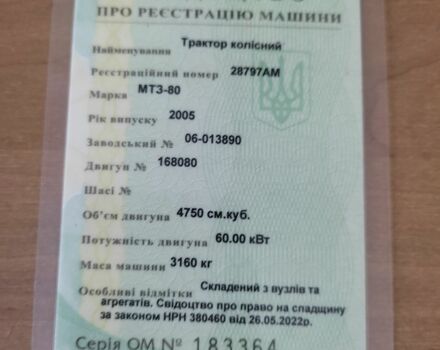 ПРО РЕЄСТРАЦІЮ МАШИНИ
Найменування Трактор колісний
Реєстраційний номер 28797АМ
Марка МТЗ-80
Рік випуску 2005
Заводський № 06-013890
Двигун № 168080
Шасі №
Об'єм двигуна 4750 см.куб.
Потужність двигуна 60.00 кВт
Маса машини 3160 кг
Особливі відмітки Складений з вузлів та
агрегатів. Свідоцтво про право на спадщину
за законом НРН 380460 від 26.05.2022р.
Серія ОМ № 183364